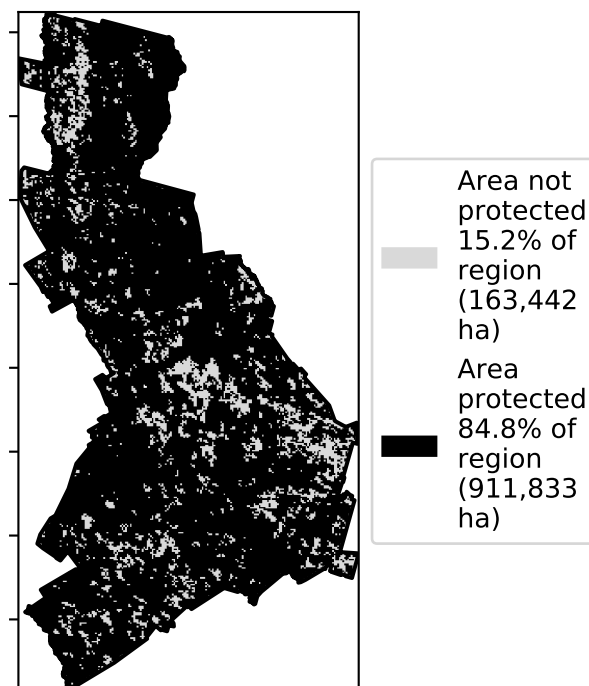 Area not
protected
15.2% of
region
(163,442
ha)
Area
protected
84.8% of
region
(911,833
ha)